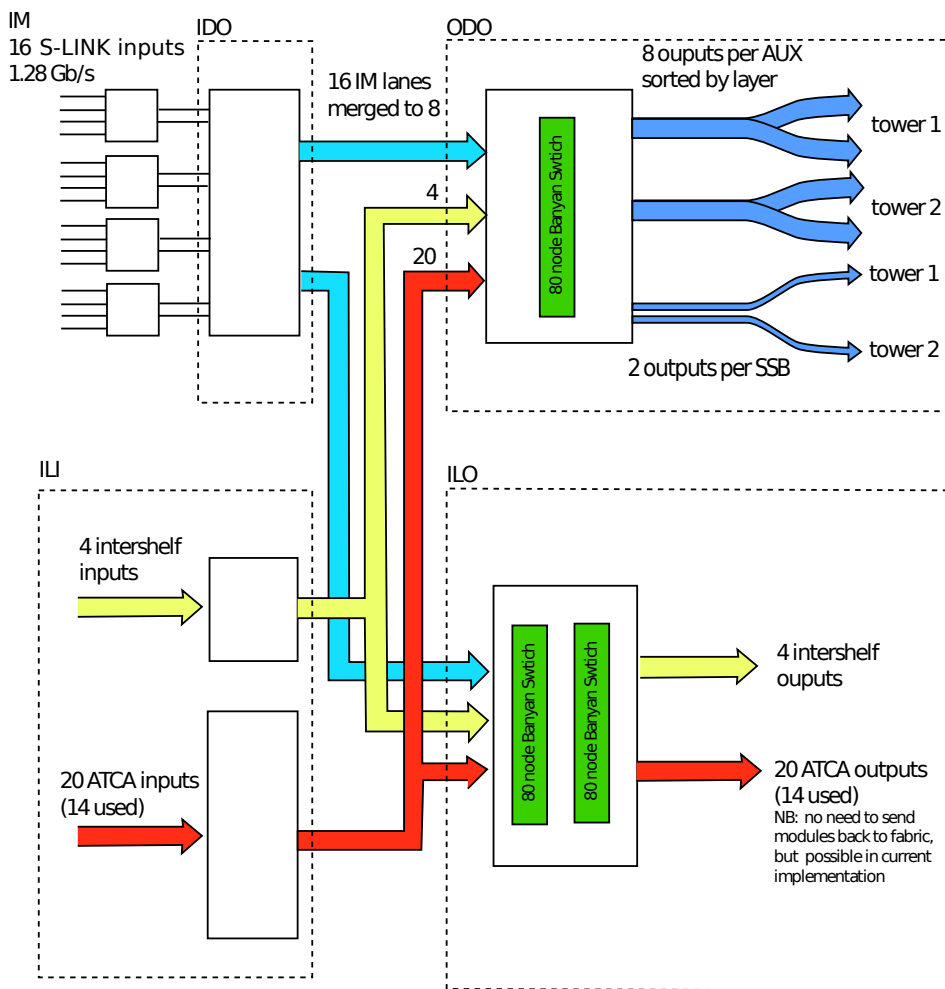 IM
16 S-LINK inputs
1.28 Gb/s
IDO
16 IM lanes
merged to 8
4
20
ODO
8 ouputs per AUX
sorted by layer
80 node Banyan Swtich
tower 1
tower 2
tower 1
tower 2
2 outputs per SSB
ILI
4 intershelf
inputs
20 ATCA inputs
(14 used)
ILO
80 node Banyan Swtich
80 node Banyan Swtich
4 intershelf
ouputs
20 ATCA outputs
(14 used)
NB: no need to send
modules back to fabric,
but possible in current
implementation